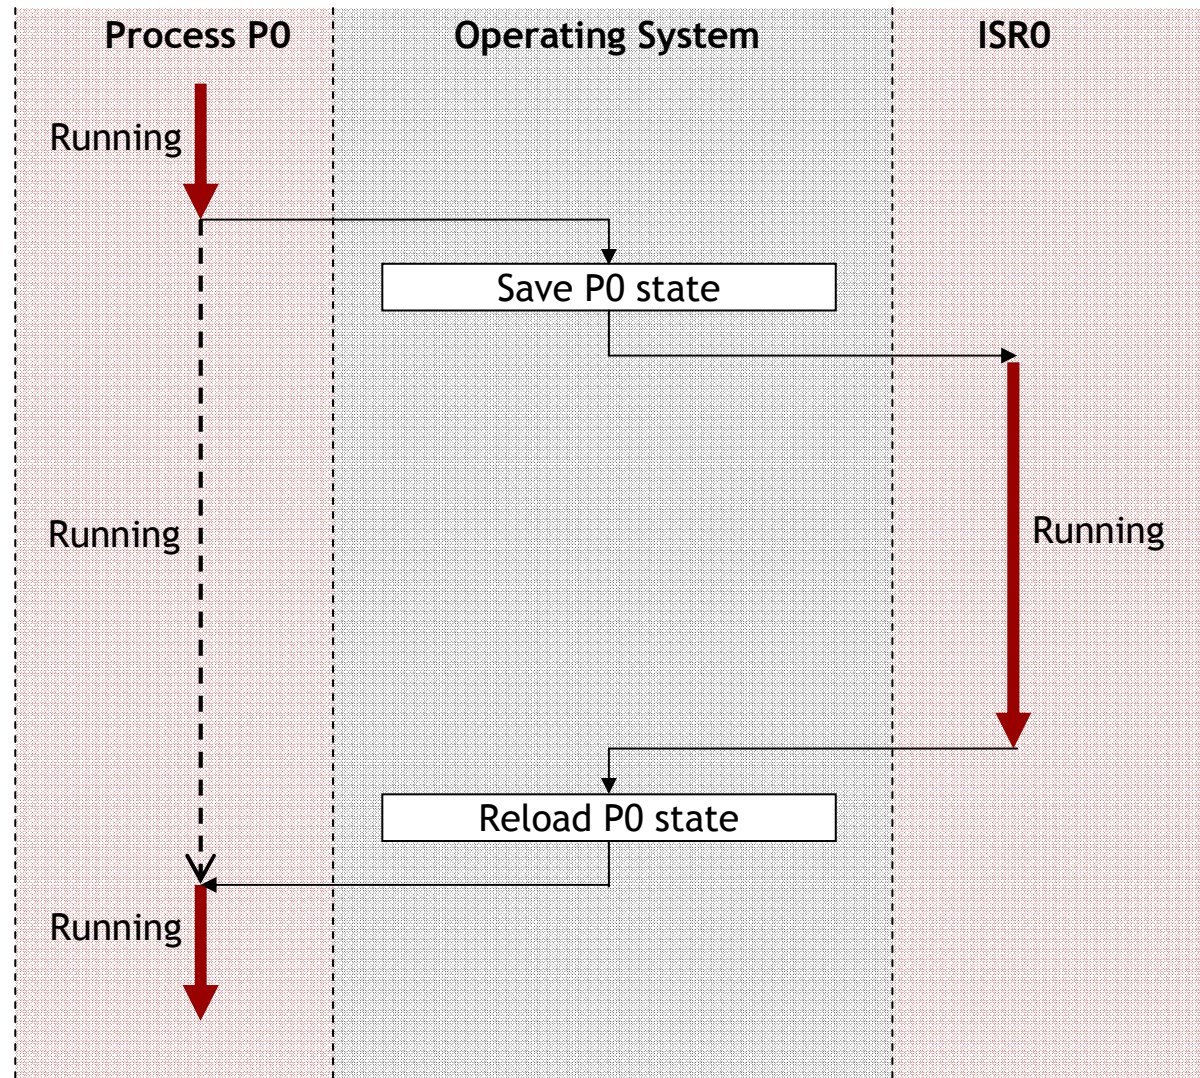 Process P0
Operating System
ISR0
Running
Save P0 state
Running
Running
Reload P0 state
Running